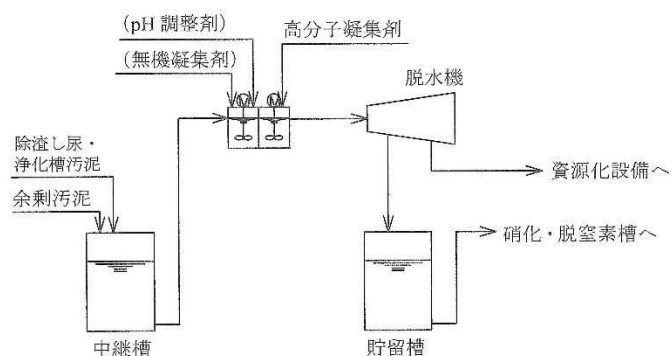 (pH 調整剤)
高分子凝集剤
(無機凝集剤)
脱水機
除渣し尿・
浄化槽汚泥
余剰汚泥
資源化設備へ
硝化・脱窒素槽へ
中継槽
貯留槽